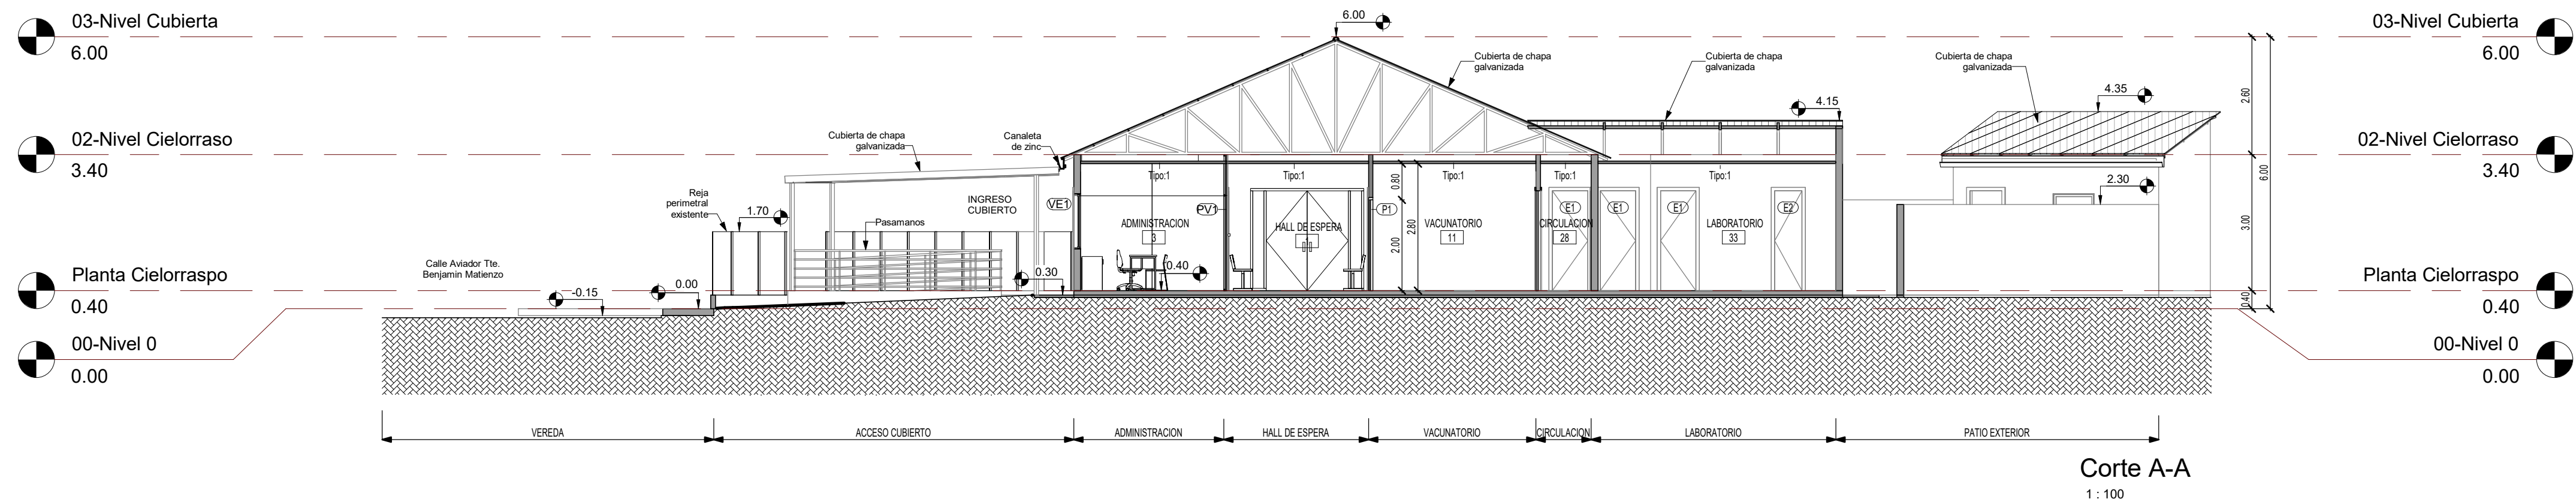 03-Nivel Cubierta
6.00
6.00
03-Nivel Cubierta
6.00
Cubierta de chapa
galvanizada
Cubierta de chapa
galvanizada
Cubierta de chapa
galvanizada
4.15
4.35
2.60
02-Nivel Cielorraso
3.40
Cubierta de chapa
galvanizada
Canaleta
de zinc
02-Nivel Cielorraso
3.40
Tipo:1
Tipo:1
Tipo:1
Tipo:1
Tipo:1
6.00
0.80
2.30
Reja
perimetral
existente
1.70
Pasamanos
INGRESO
CUBIERTO
VE1
ADMINISTRACION
3
PV1
HALL DE ESPERA
P1
2.80
2.00
VACUNATORIO
11
CIRCULACION
28
E1
E1
E1
LABORATORIO
33
E2
3.00
Calle Aviador Tte.
Benjamin Matienzo
Planta Cielorraspo
0.40
-0.15
0.00
0.30
0.40
0.40
Planta Cielorraspo
0.40
00-Nivel 0
0.00
00-Nivel 0
0.00
VEREDA
ACCESO CUBIERTO
ADMINISTRACION
HALL DE ESPERA
VACUNATORIO
CIRCULACION
LABORATORIO
PATIO EXTERIOR
Corte A-A
1 : 100